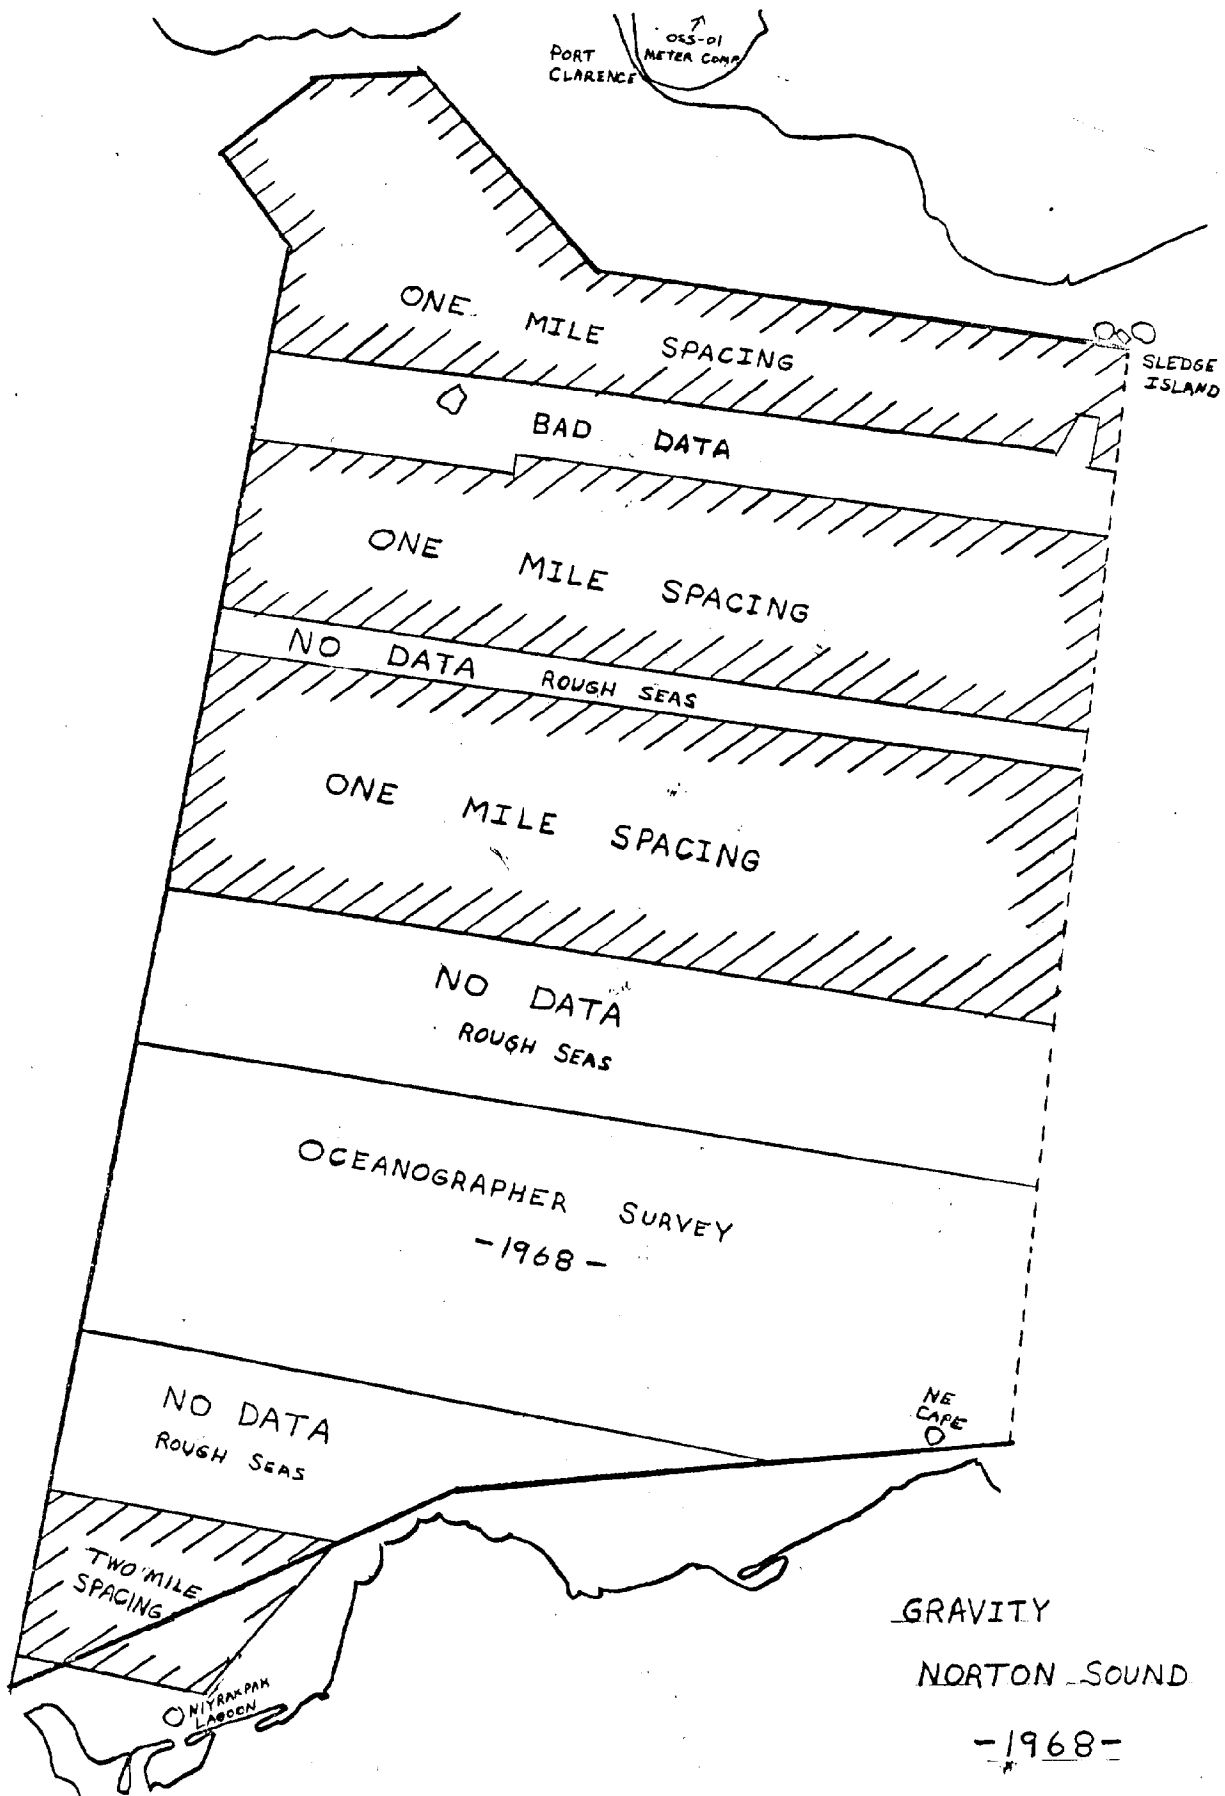 OSS-01
METER COMP.
PORT
CLARENCE
SLEDGE
ISLAND
ONE MILE SPACING
BAD DATA
ONE MILE SPACING
NO DATA ROUGH SEAS
ONE MILE SPACING
NO DATA
ROUGH SEAS
OCEANOGRAPHER SURVEY
-1968-
NE
CAPE
NO DATA
ROUGH SEAS
TWO MILE
SPACING
NIYRAKPAK
LAGOON
GRAVITY
NORTON SOUND
-1968-